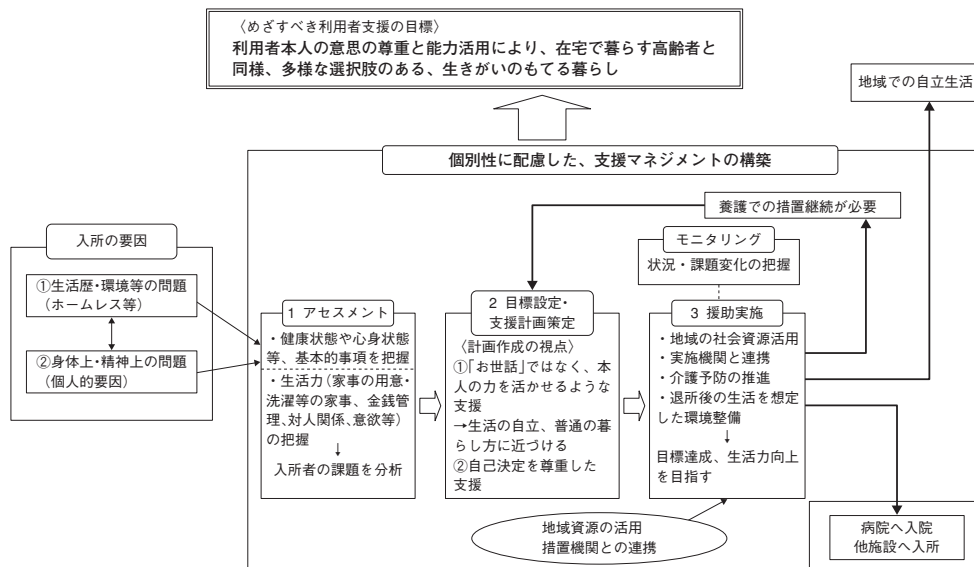 〈めざすべき利用者支援の目標〉
利用者本人の意思の尊重と能力活用により、在宅で暮らす高齢者と
同様、多様な選択肢のある、生きがいのもてる暮らし
地域での自立生活
個別性に配慮した、支援マネジメントの構築
養護での措置継続が必要
入所の要因
①生活歴・環境等の問題
（ホームレス等）
②身体上・精神上の問題
（個人的要因）
1 アセスメント
・健康状態や心身状態
等、基本的事項を把握
・生活力（家事の用意・
洗濯等の家事、金銭管
理、対人関係、意欲等）
の把握
↓
入所者の課題を分析
2 目標設定・
支援計画策定
〈計画作成の視点〉
①「お世話」ではなく、本
人の力を活かせるような
支援
→生活の自立、普通の暮
らし方に近づける
②自己決定を尊重した
支援
モニタリング
状況・課題変化の把握
3 援助実施
・地域の社会資源活用
・実施機関と連携
・介護予防の推進
・退所後の生活を想定
した環境整備
↓
目標達成、生活力向上
を目指す
地域資源の活用
措置機関との連携
病院へ入院
他施設へ入所